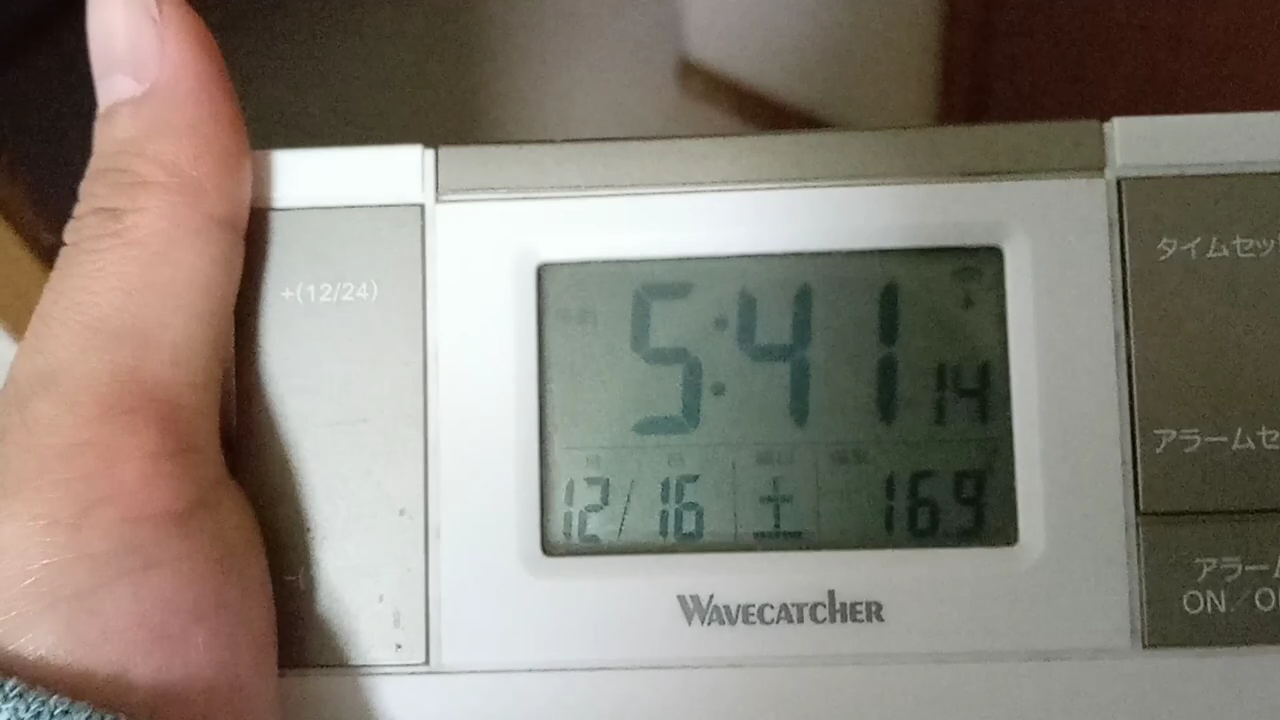 +(12/24)
タイムセッ
5:41 14
アラームセ
12/16 土 16.9
アラーム
ON/O
WAVECATCHER